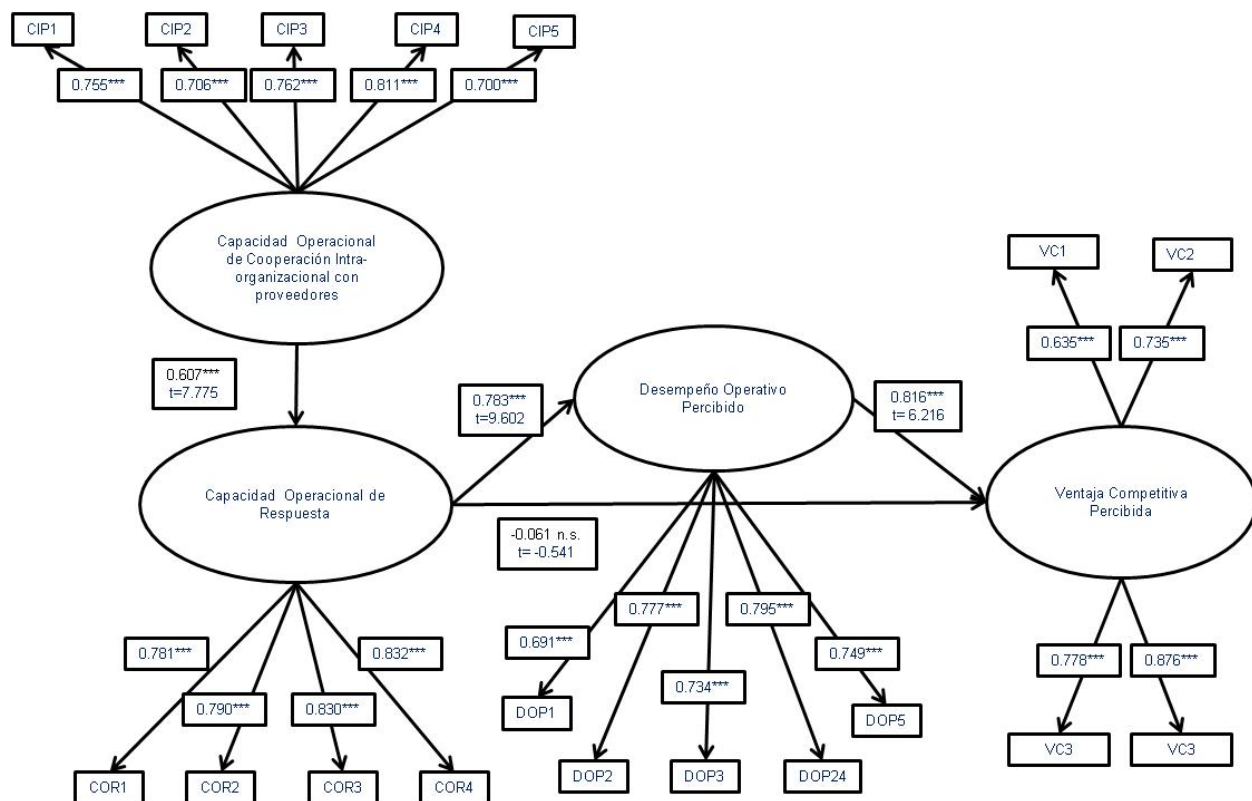 CIP1
CIP2
CIP3
CIP4
CIP5
0.755***
0.706***
0.762***
0.811***
0.700***
Capacidad Operacional
de Cooperación Intra-
organizacional con
proveedores
VC1
VC2
0.635***
0.735***
0.607***
t=7.775
0.783***
t=9.602
Desempeño Operativo
Percibido
0.816***
t= 6.216
Capacidad Operacional de
Respuesta
Ventaja Competitiva
Percibida
-0.061 n.s.
t= -0.541
0.781***
0.790***
0.830***
0.832***
0.691***
0.777***
0.734***
0.795***
0.749***
0.778***
0.876***
COR1
COR2
COR3
COR4
DOP1
DOP2
DOP3
DOP24
DOP5
VC3
VC3